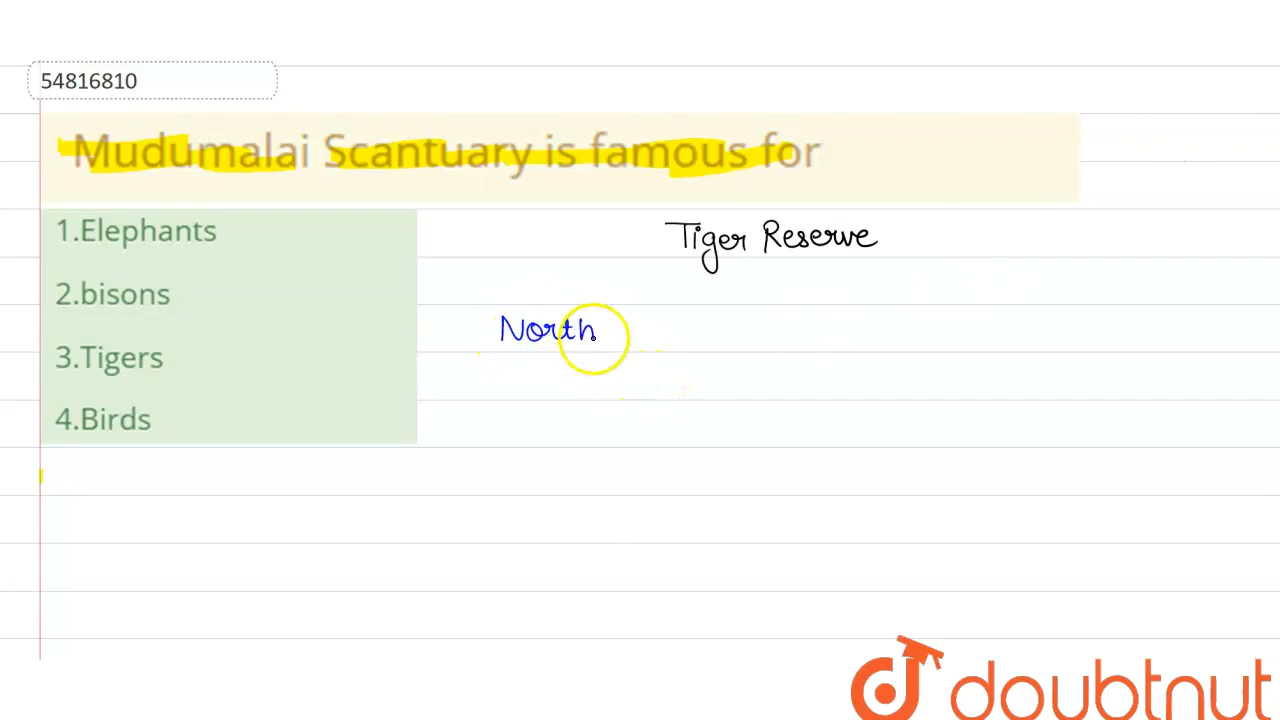 54816810
Mudumalai Scantuary is famous for
1.Elephants
2.bisons
3.Tigers
4.Birds
Tiger Reserve
North
doubtnut